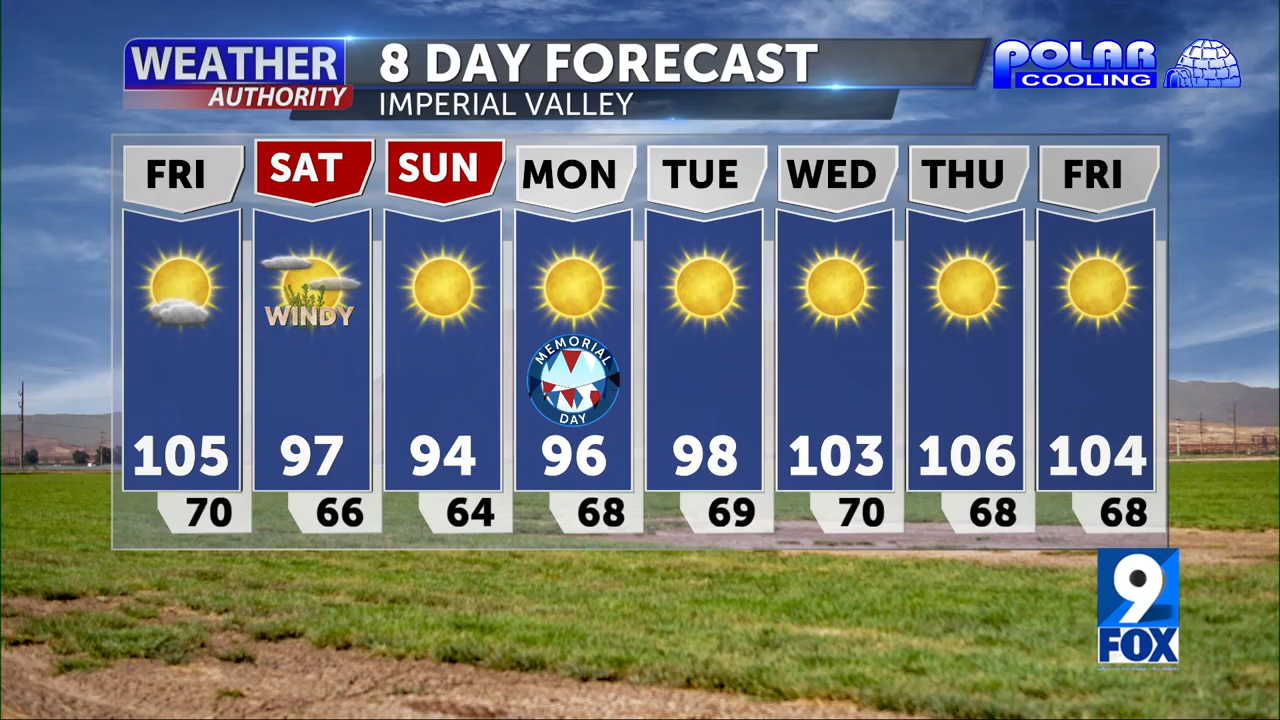 WEATHER
AUTHORITY
8 DAY FORECAST
IMPERIAL VALLEY
POLAR
COOLING
FRI SAT SUN MON TUE WED THU FRI
WINDY
MEMORIAL
DAY
105 97 94 96 98 103 106 104
70 66 64 68 69 70 68 68
9
FOX